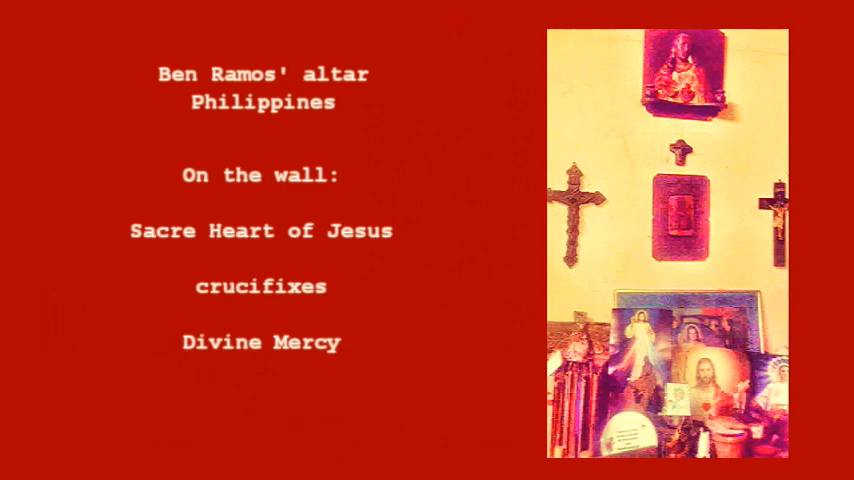 Ben Ramos' altar
Philippines
On the wall:
Sacre Heart of Jesus
crucifixes
Divine Mercy